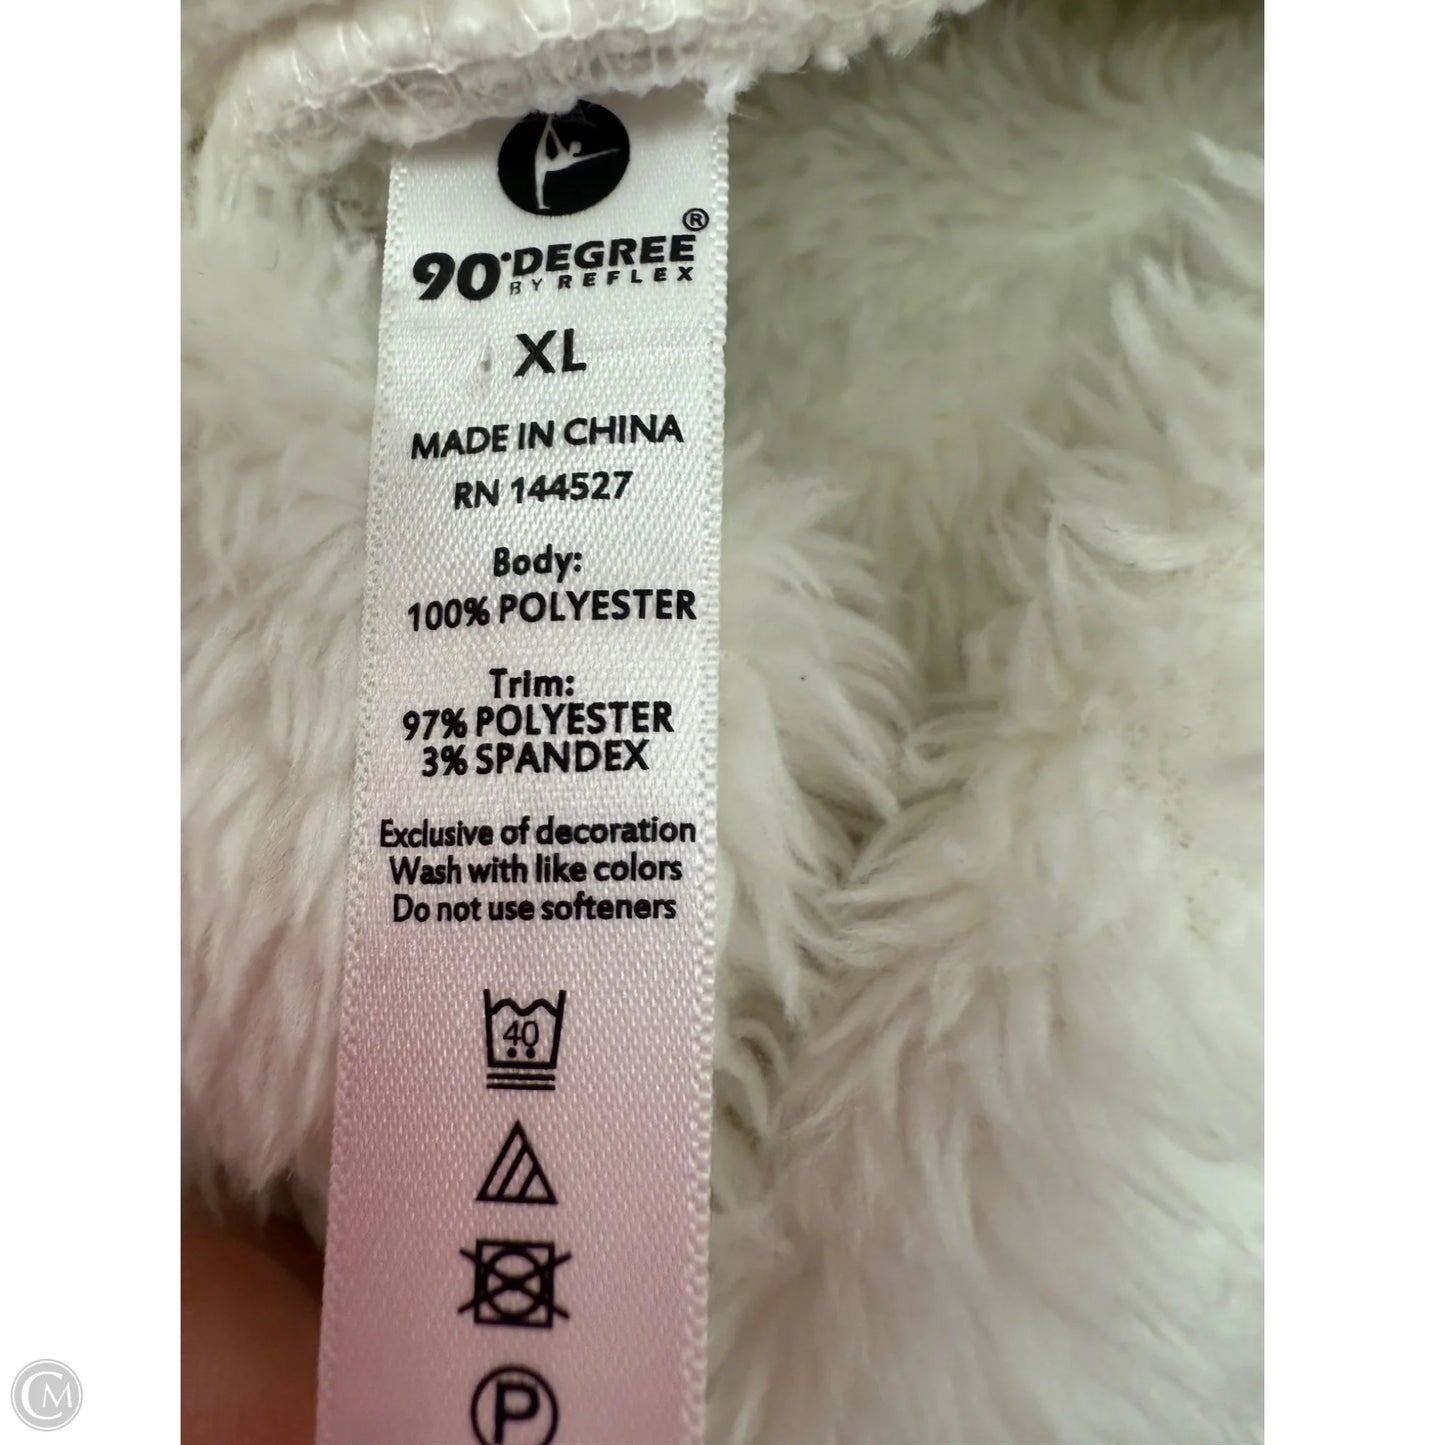 90°DEGREE®
BY REFLEX
XL
MADE IN CHINA
RN 144527
Body:
100% POLYESTER
Trim:
97% POLYESTER
3% SPANDEX
Exclusive of decoration
Wash with like colors
Do not use softeners
40
P
CM